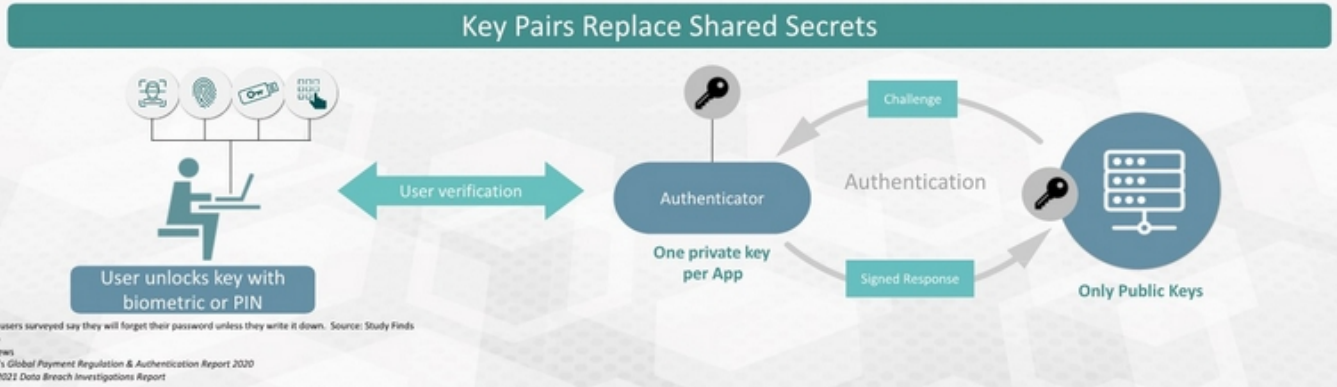 Key Pairs Replace Shared Secrets
Challenge
User verification
Authenticator
Authentication
One private key
per App
Signed Response
Only Public Keys
User unlocks key with
biometric or PIN
users surveyed say they will forget their password unless they write it down. Source: Study Finds
ews
's Global Payment Regulation & Authentication Report 2020
2021 Data Breach Investigations Report